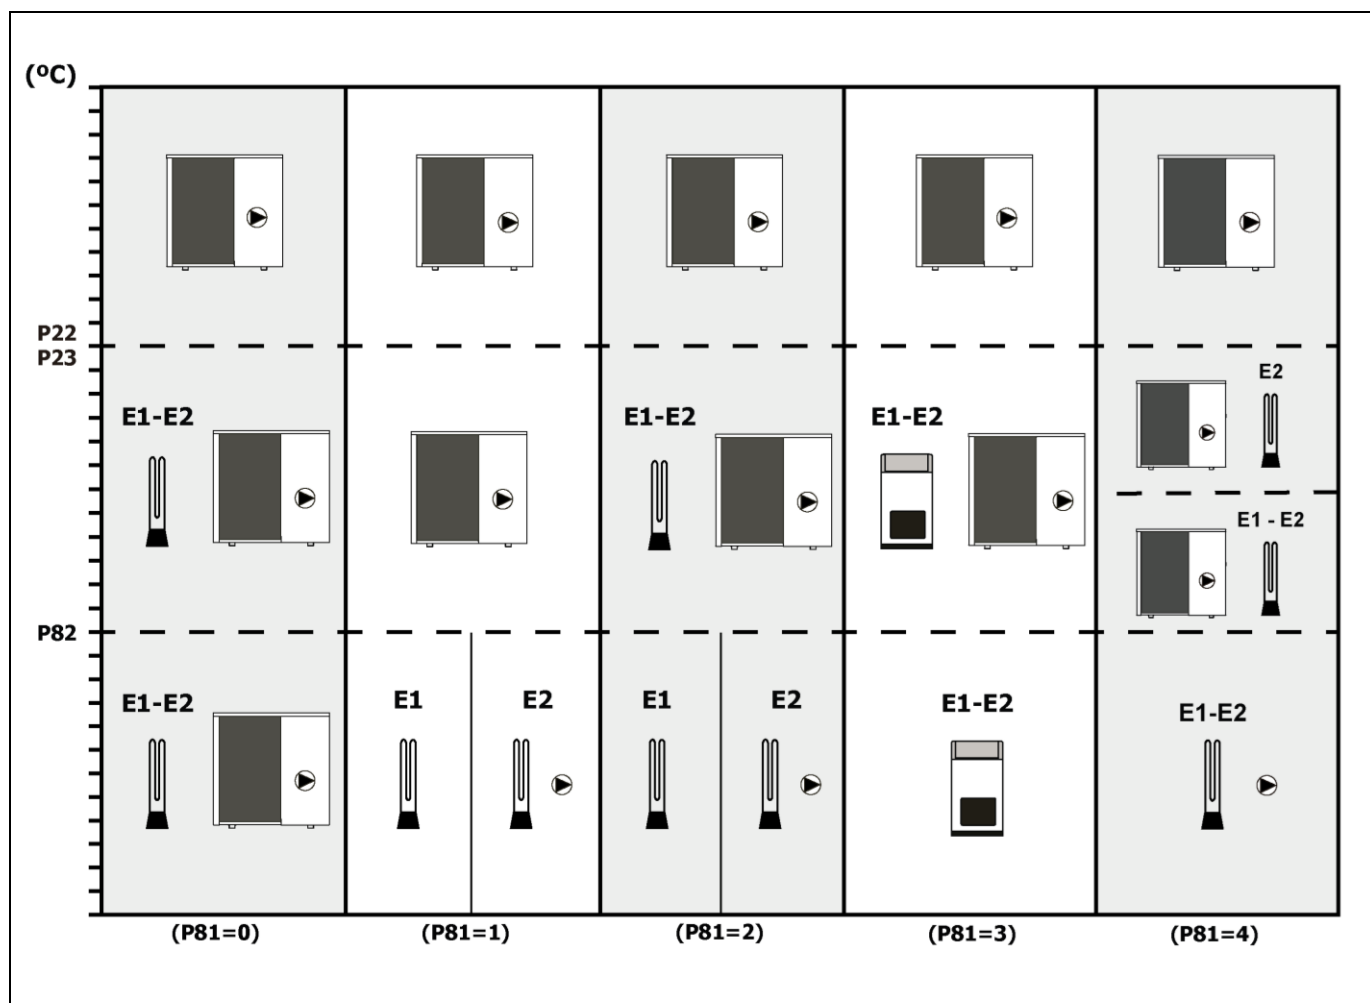 (ºC)
P22
P23
E2
E1-E2
E1-E2
E1-E2
E1 - E2
P82
E1-E2
E1
E2
E1
E2
E1-E2
E1-E2
(P81=0)
(P81=1)
(P81=2)
(P81=3)
(P81=4)